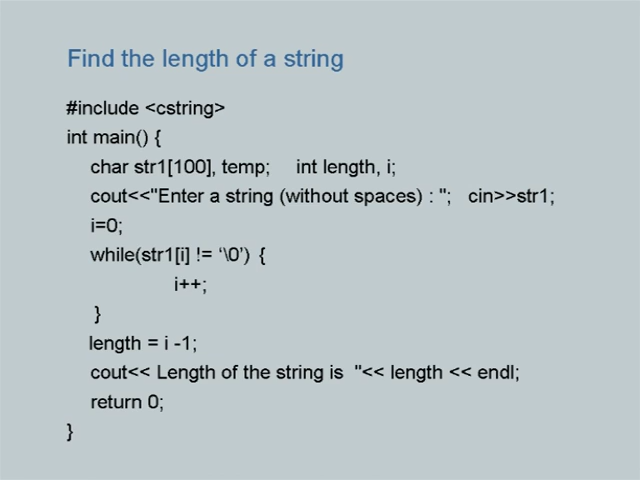 Find the length of a string
#include <cstring>
int main() {
char str1[100], temp;     int length, i;
cout<<"Enter a string (without spaces) : ";   cin>>str1;
i=0;
while(str1[i] != ‘\0’) {
i++;
}
length = i -1;
cout<< Length of the string is  "<< length << endl;
return 0;
}